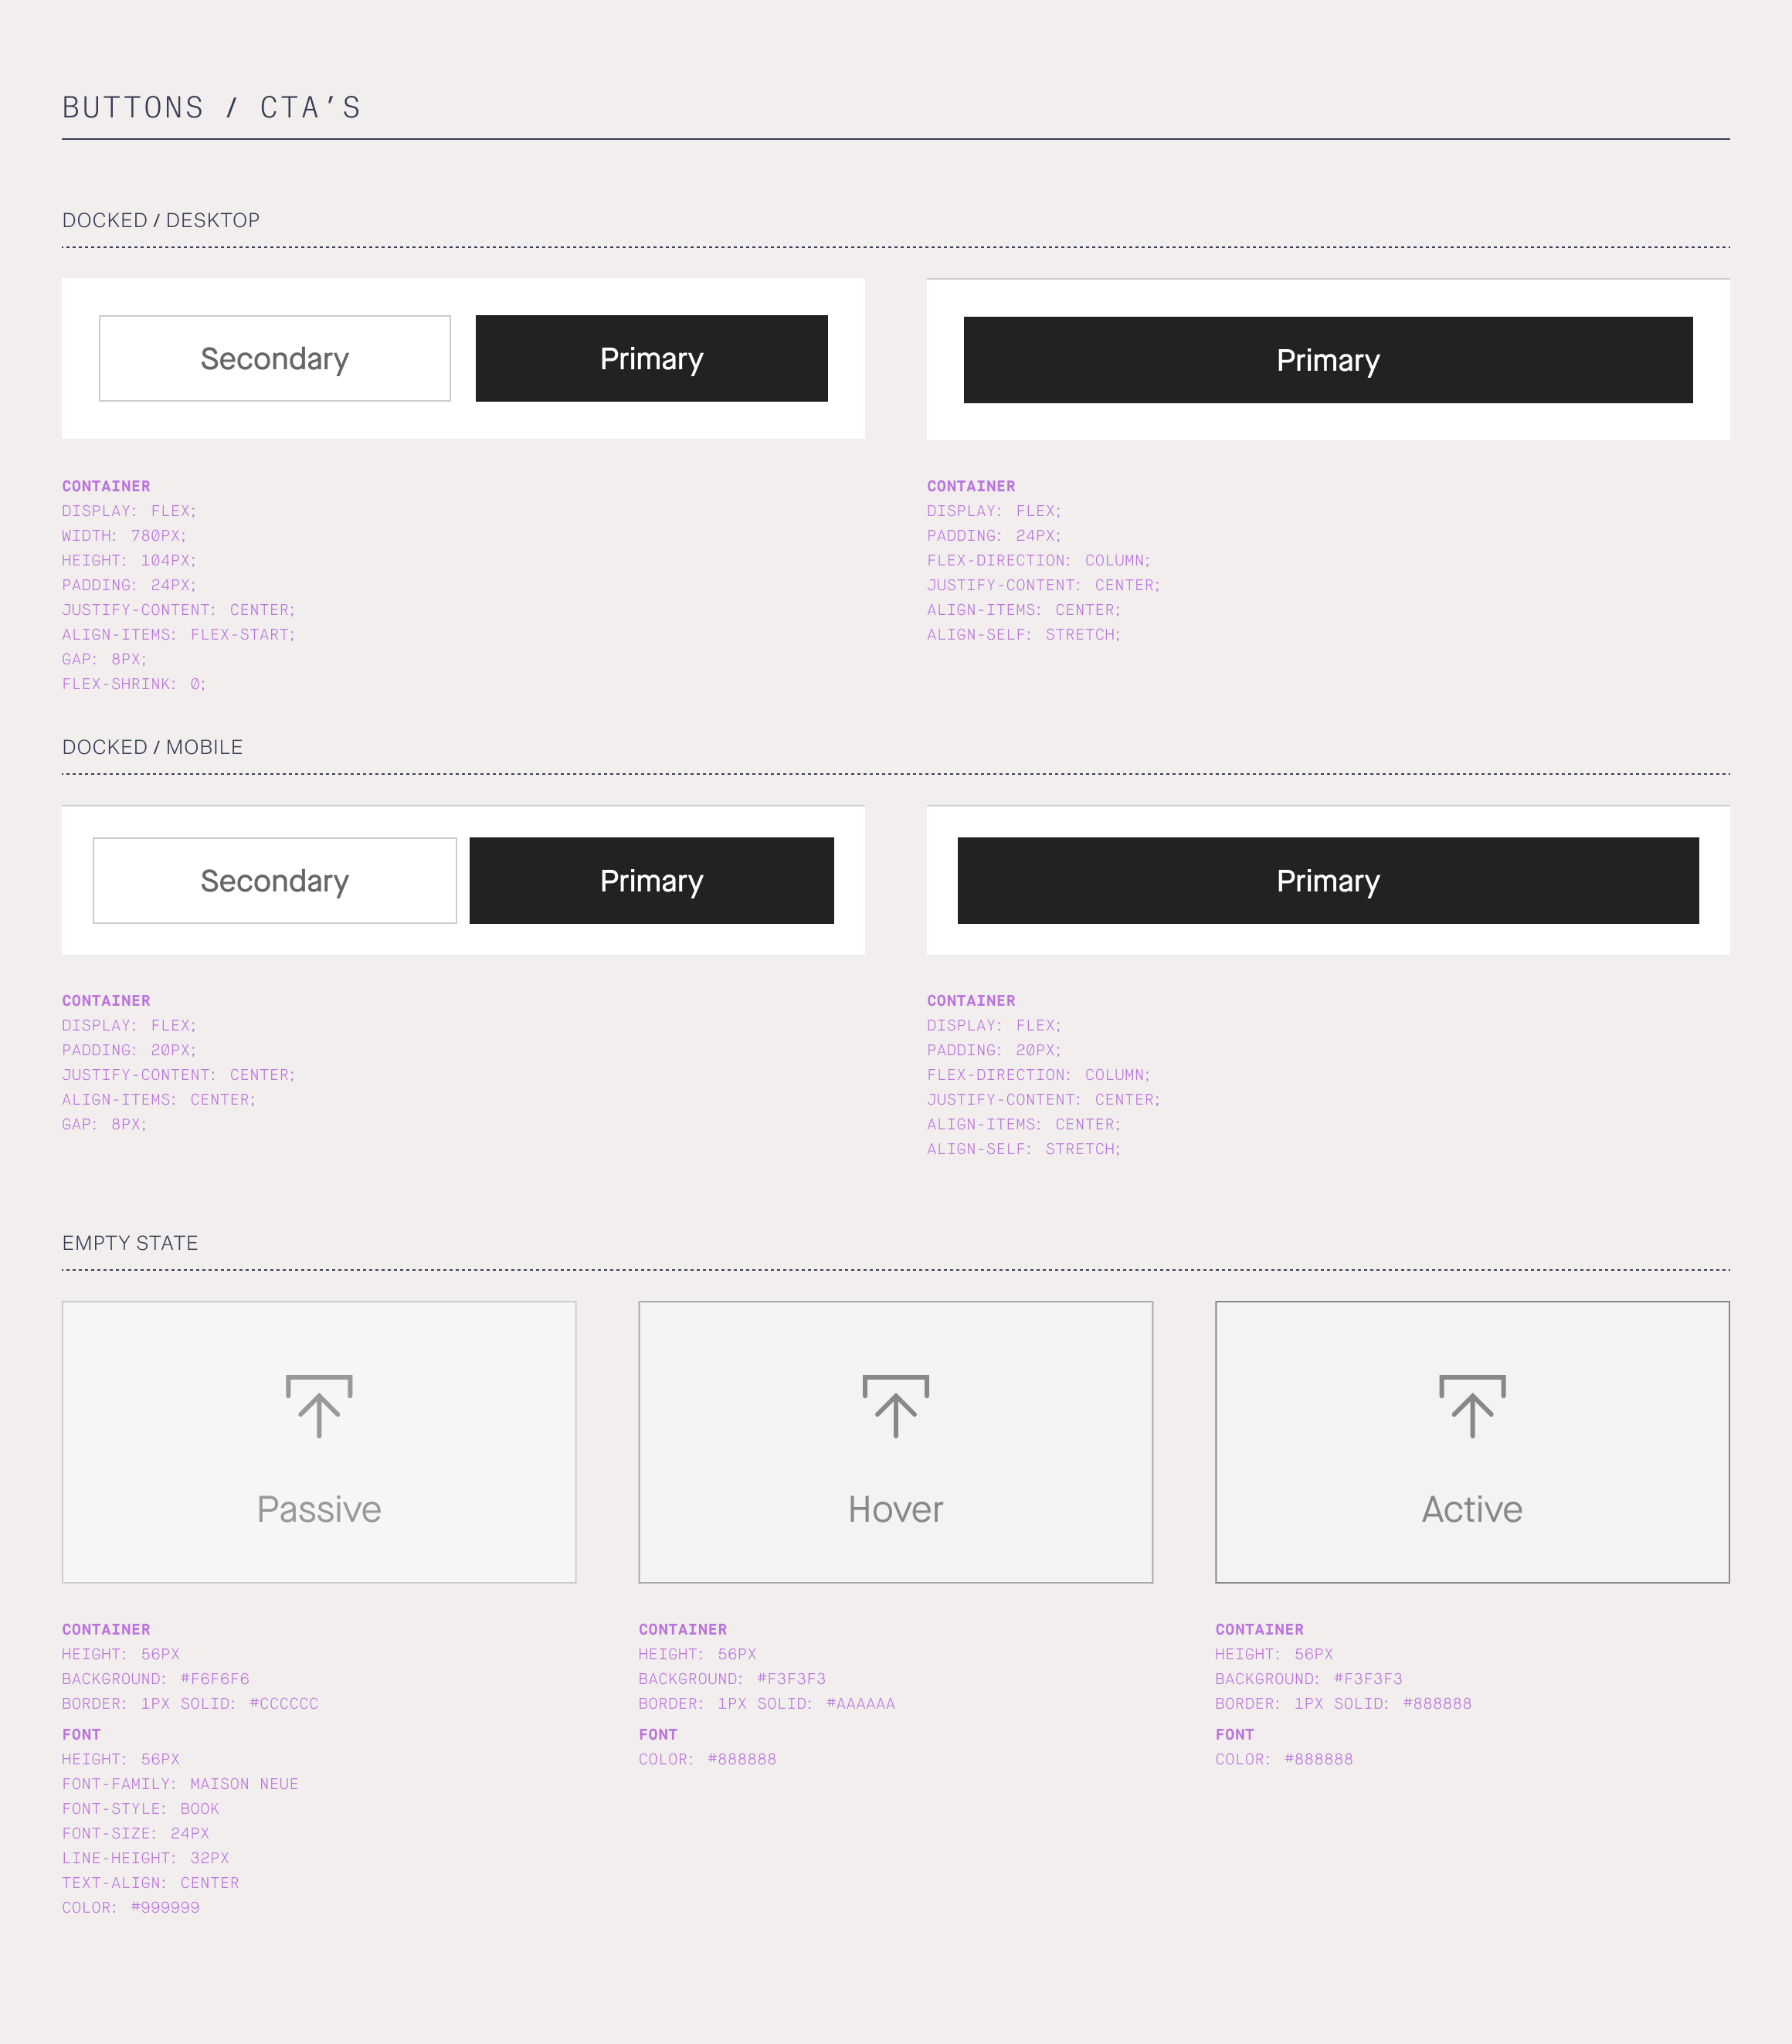 BUTTONS / CTA’S
DOCKED / DESKTOP
Secondary
Primary
Primary
CONTAINER
DISPLAY: FLEX;
WIDTH: 780PX;
HEIGHT: 104PX;
PADDING: 24PX;
JUSTIFY-CONTENT: CENTER;
ALIGN-ITEMS: FLEX-START;
GAP: 8PX;
FLEX-SHRINK: 0;
CONTAINER
DISPLAY: FLEX;
PADDING: 24PX;
FLEX-DIRECTION: COLUMN;
JUSTIFY-CONTENT: CENTER;
ALIGN-ITEMS: CENTER;
ALIGN-SELF: STRETCH;
DOCKED / MOBILE
Secondary
Primary
Primary
CONTAINER
DISPLAY: FLEX;
PADDING: 20PX;
JUSTIFY-CONTENT: CENTER;
ALIGN-ITEMS: CENTER;
GAP: 8PX;
CONTAINER
DISPLAY: FLEX;
PADDING: 20PX;
FLEX-DIRECTION: COLUMN;
JUSTIFY-CONTENT: CENTER;
ALIGN-ITEMS: CENTER;
ALIGN-SELF: STRETCH;
EMPTY STATE
Passive
Hover
Active
CONTAINER
HEIGHT: 56PX
BACKGROUND: #F6F6F6
BORDER: 1PX SOLID: #CCCCCC
FONT
HEIGHT: 56PX
FONT-FAMILY: MAISON NEUE
FONT-STYLE: BOOK
FONT-SIZE: 24PX
LINE-HEIGHT: 32PX
TEXT-ALIGN: CENTER
COLOR: #999999
CONTAINER
HEIGHT: 56PX
BACKGROUND: #F3F3F3
BORDER: 1PX SOLID: #AAAAAA
FONT
COLOR: #888888
CONTAINER
HEIGHT: 56PX
BACKGROUND: #F3F3F3
BORDER: 1PX SOLID: #888888
FONT
COLOR: #888888